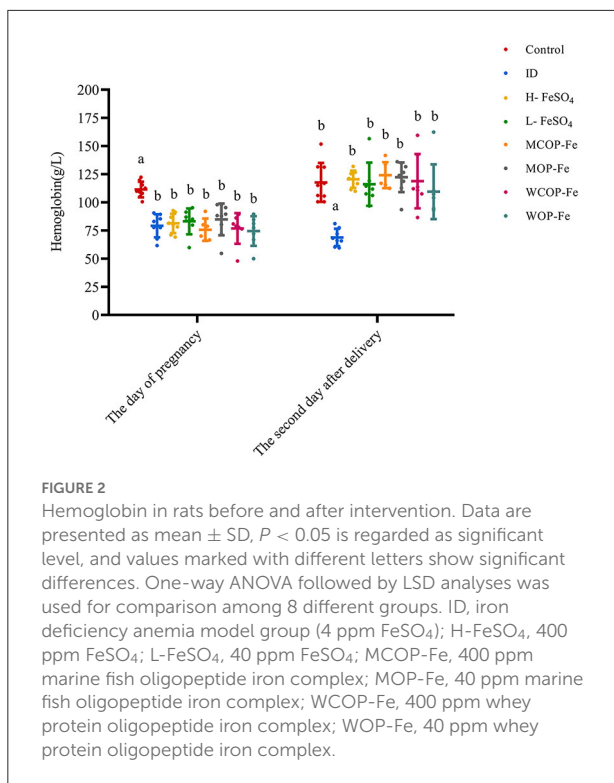 Control
ID
H- FeSO₄
L- FeSO₄
MCOP-Fe
MOP-Fe
WCOP-Fe
WOP-Fe
Hemoglobin(g/L)
200
150
125
100
75
50
25
0
a
b b b b b b b
b
a
b
b
b
b
b
b
The day of pregnancy
The second day after delivery
FIGURE 2
Hemoglobin in rats before and after intervention. Data are
presented as mean ± SD, P < 0.05 is regarded as significant
level, and values marked with different letters show significant
differences. One-way ANOVA followed by LSD analyses was
used for comparison among 8 different groups. ID, iron
deficiency anemia model group (4 ppm FeSO₄); H-FeSO₄, 400
ppm FeSO₄; L-FeSO₄, 40 ppm FeSO₄; MCOP-Fe, 400 ppm
marine fish oligopeptide iron complex; MOP-Fe, 40 ppm marine
fish oligopeptide iron complex; WCOP-Fe, 400 ppm whey
protein oligopeptide iron complex; WOP-Fe, 40 ppm whey
protein oligopeptide iron complex.